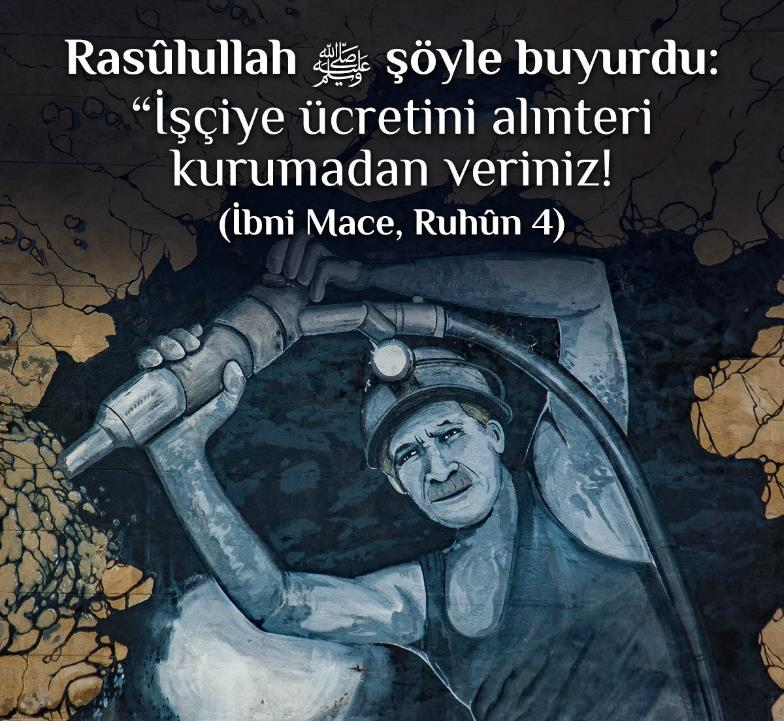 Rasûlullah ﷺ şöyle buyurdu:
“İşçiye ücretini alınteri
kurumadan veriniz!
(İbni Mace, Ruhûn 4)